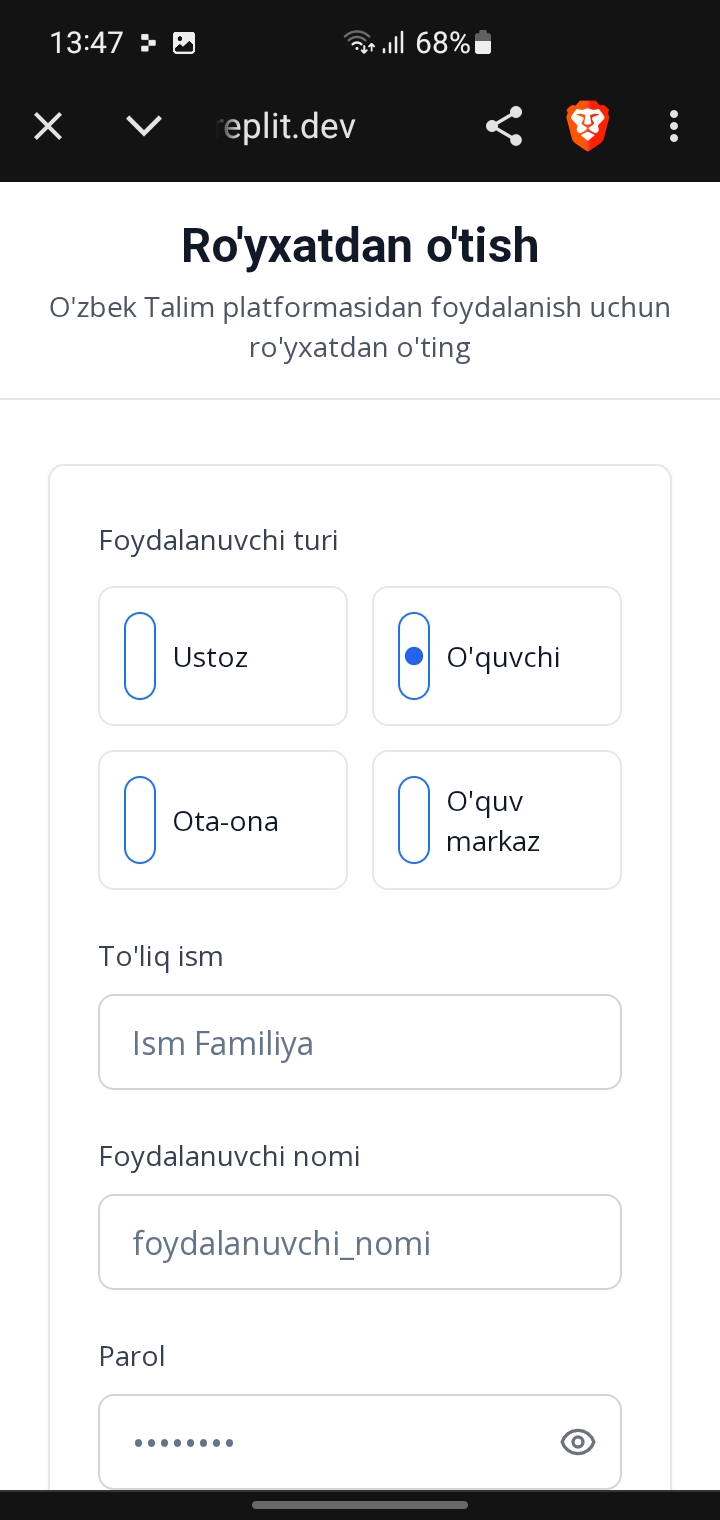 13:47
68%
eplit.dev
Ro'yxatdan o'tish
O'zbek Talim platformasidan foydalanish uchun
ro'yxatdan o'ting
Foydalanuvchi turi
Ustoz
O'quvchi
Ota-ona
O'quv
markaz
To'liq ism
Ism Familiya
Foydalanuvchi nomi
foydalanuvchi_nomi
Parol
••••••••